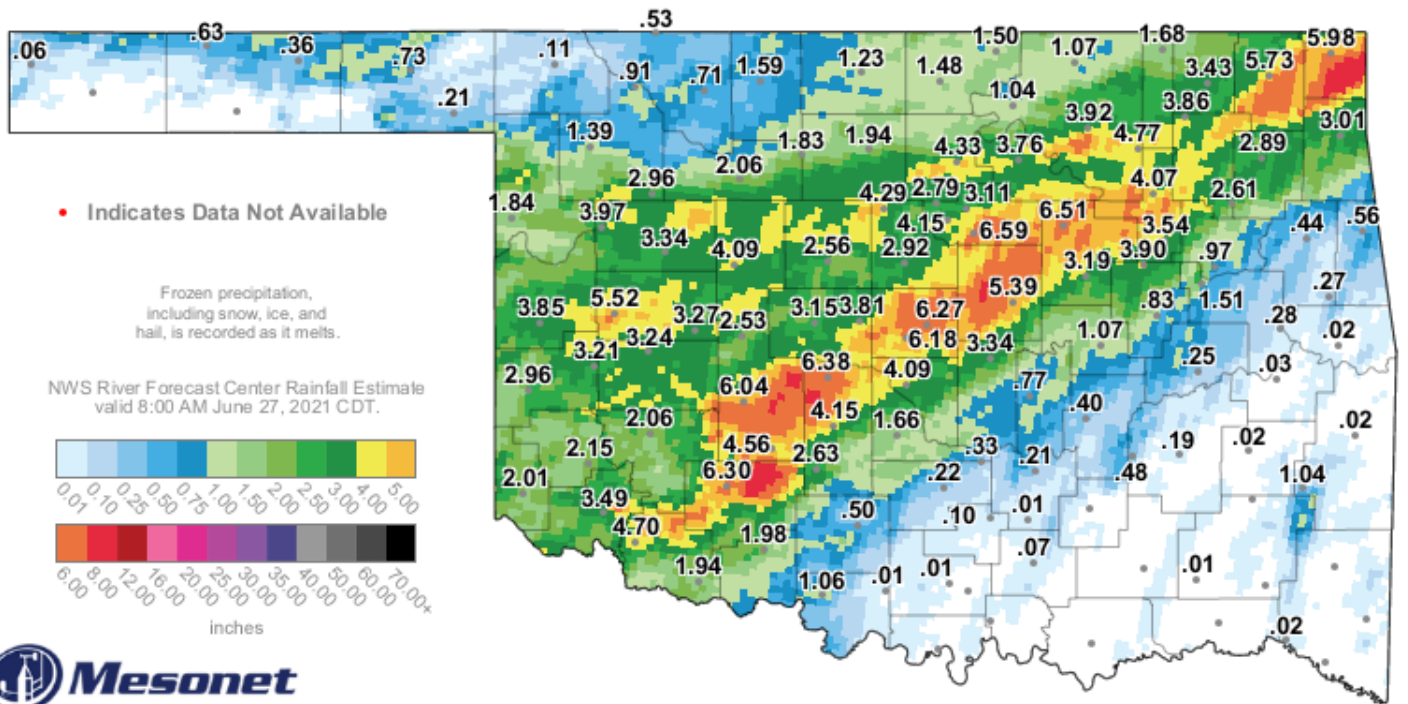 .53
.06 .63 .36 .73 .11 .91 .71 1.59 1.23 1.48 1.50 1.07 1.68 3.43 5.73 5.98
.21 1.04 3.92 3.86 3.01
1.39 2.06 1.83 1.94 4.33 3.76 4.77 2.89
1.84 2.96 4.29 2.79 3.11 4.07 2.61
3.97 3.34 4.09 2.56 4.15 2.92 6.59 6.51 3.54 .44 .56
3.19 3.90 .97
3.85 5.52 3.27 2.53 3.15 3.81 6.27 5.39 .83 1.51 .27
3.21 3.24 6.18 3.34 1.07 .28 .02
2.96 6.04 6.38 4.09 .77 .25 .03
2.06 4.15 1.66 .40 .02
2.15 4.56 2.63 .33 .21 .19 .02
2.01 6.30 .22 .48 1.04
3.49 4.70 1.98 .50 .10 .01
1.94 1.06 .01 .01 .07 .01
.02
Indicates Data Not Available
Frozen precipitation,
including snow, ice, and
hail, is recorded as it melts.
NWS River Forecast Center Rainfall Estimate
valid 8:00 AM June 27, 2021 CDT.
0.01 0.10 0.25 0.50 0.75 1.00 1.50 2.00 2.50 3.00 4.00 5.00
6.00 8.00 12.00 16.00 20.00 25.00 30.00 35.00 40.00 50.00 60.00 70.00+
inches
Mesonet